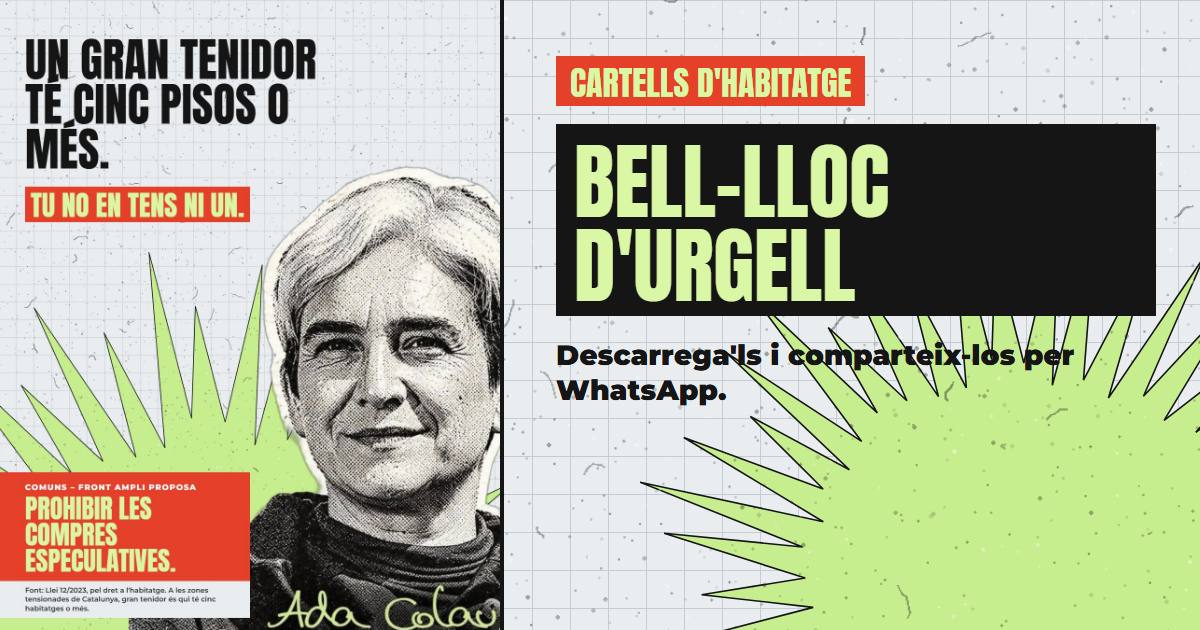 UN GRAN TENIDOR
TÉ CINC PISOS O
MÉS.
TU NO EN TENS NI UN.
COMUNS – FRONT AMPLI PROPOSA
PROHIBIR LES
COMPRES
ESPECULATIVES.
Font: Llei 12/2023, pel dret a l'habitatge. A les zones
tensionades de Catalunya, gran tenidor és qui té cinc
habitatges o més.
Ada Colau
CARTELLS D'HABITATGE
BELL-LLOC
D'URGELL
Descarrega'ls i comparteix-los per
WhatsApp.